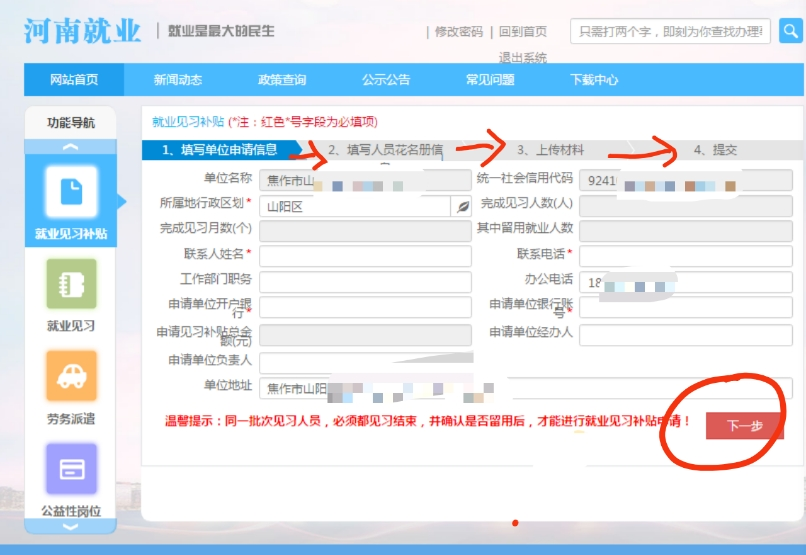 河南就业 | 就业是最大的民生
| 修改密码 | 回到首页
退出系统
只需打两个字，即刻为你查找办理
网站首页 新闻动态 政策查询 公示公告 常见问题 下载中心
功能导航
就业见习补贴
就业见习
劳务派遣
公益性岗位
就业见习补贴 (*注：红色*号字段为必填项)
1、填写单位申请信息 2、填写人员花名册信 3、上传材料 4、提交
单位名称 焦作市山 统一社会信用代码 9241
所属地行政区划* 山阳区 完成见习人数(人)
完成见习月数(个) 其中留用就业人数
联系人姓名* 联系电话*
工作部门职务 办公电话 18
申请单位开户银行* 申请单位银行账号*
申请见习补贴总金额(元) 申请单位经办人
申请单位负责人
单位地址 焦作市山阳
温馨提示：同一批次见习人员，必须都见习结束，并确认是否留用后，才能进行就业见习补贴申请！
下一步